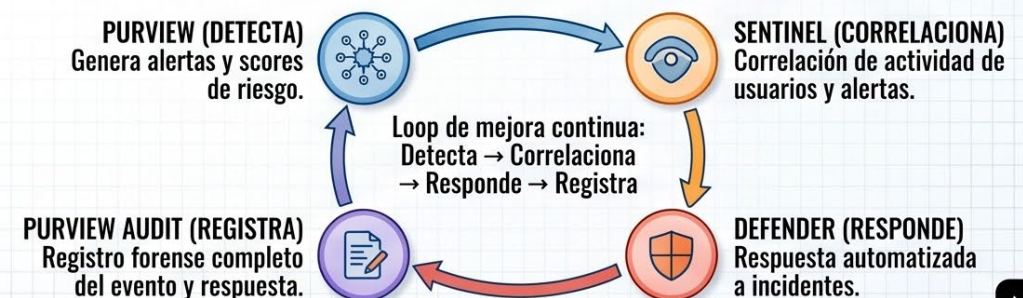 PURVIEW (DETECTA)
Genera alertas y scores
de riesgo.
SENTINEL (CORRELACIONA)
Correlación de actividad de
usuarios y alertas.
Loop de mejora continua:
Detecta → Correlaciona
→ Responde → Registra
PURVIEW AUDIT (REGISTRA)
Registro forense completo
del evento y respuesta.
DEFENDER (RESPONDE)
Respuesta automatizada
a incidentes.